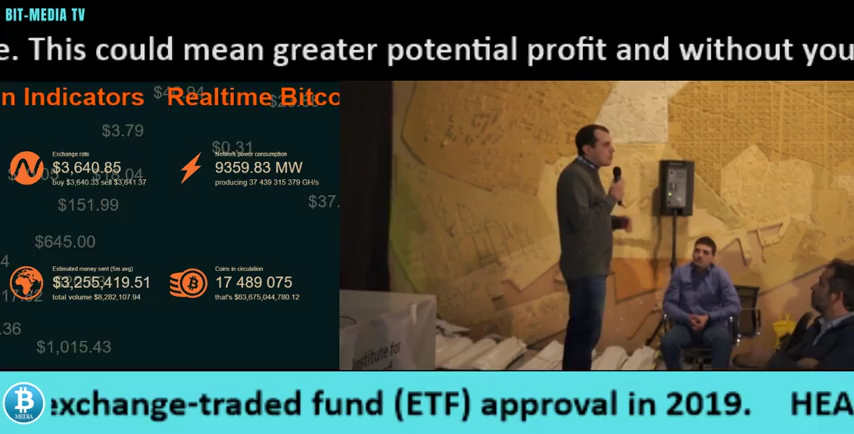 BIT-MEDIA TV
e. This could mean greater potential profit and without you
n Indicators Realtime Bitco
$3.79
$0.31
Exchange rate
$3,640.85
buy $3,640.33 sell $3,641.37
Network power consumption
9359.83 MW
producing 37 439 315 379 GH/s
$151.99
$37.
$645.00
Estimated money sent (5m avg)
$3,255,419.51
total volume $8,282,107.94
Coins in circulation
17 489 075
that's $63,675,044,780.12
.36
$1,015.43
Institute for
MEDIA
exchange-traded fund (ETF) approval in 2019. HEA